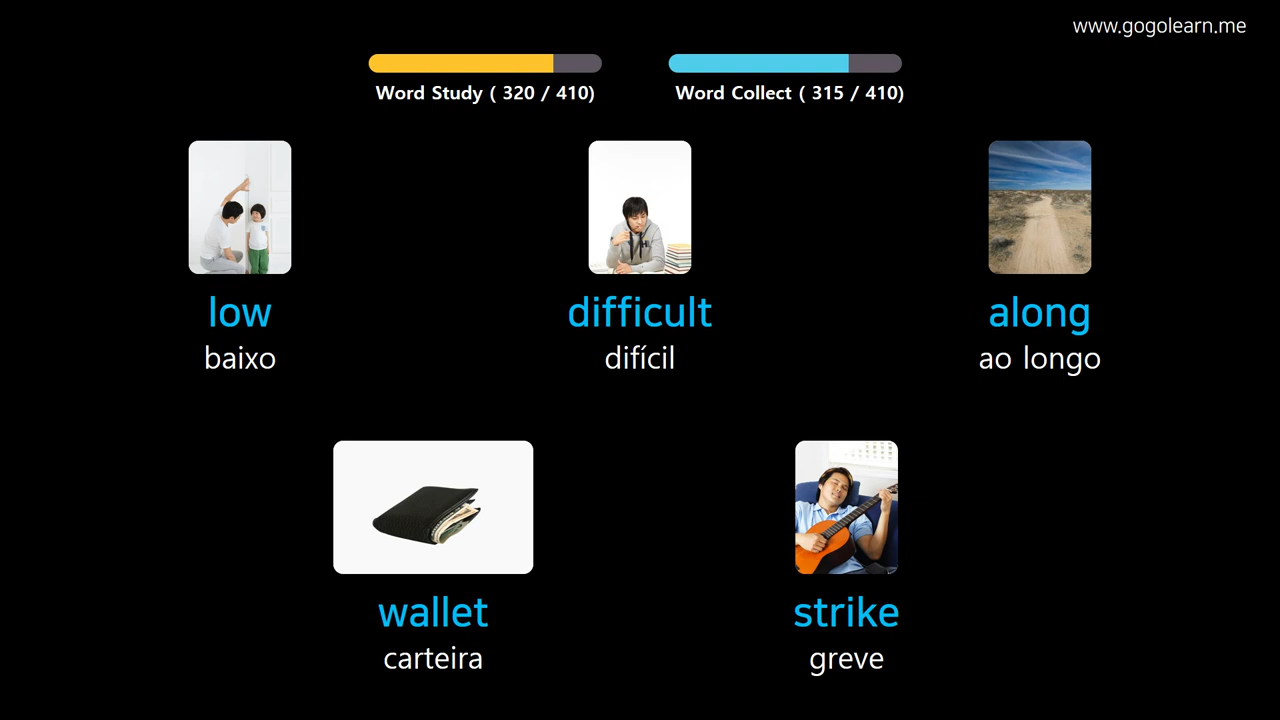 www.gogolearn.me
Word Study ( 320 / 410)
Word Collect ( 315 / 410)
low
baixo
difficult
difícil
along
ao longo
wallet
carteira
strike
greve